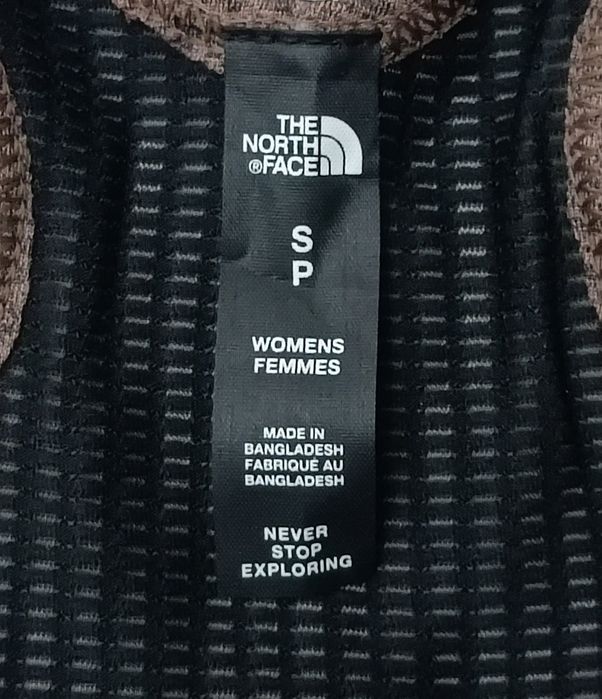 THE
NORTH
®FACE
S
P
WOMENS
FEMMES
MADE IN
BANGLADESH
FABRIQUÉ AU
BANGLADESH
NEVER
STOP
EXPLORING